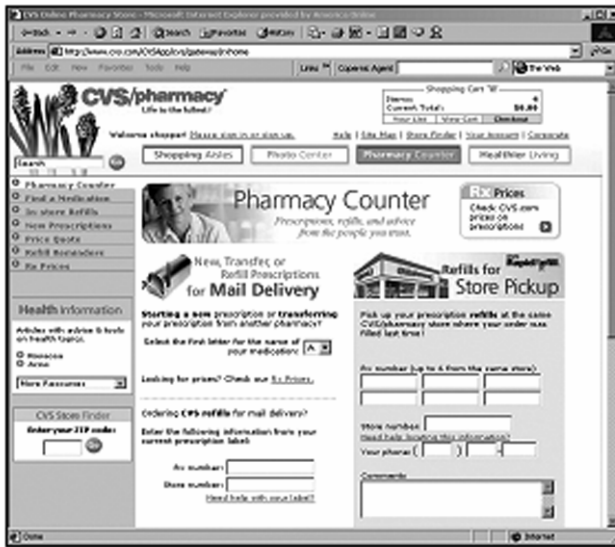 CVS Online Pharmacy Store - Microsoft Internet Explorer provided by America Online
Back
Search Favorites History
Address http://www.cvs.com/CVSApp/cvs/gateway/cvshome
Go
File Edit View Favorites Tools Help
Links Copernic Agent
The Web
CVS/pharmacy
Life to the fullest!
Shopping Cart
Items:
Current Total: $0.00
Your List View Cart Checkout
Welcome shopper! Please sign in or sign up.
Help | Site Map | Store Finder | Your Account | Corporate
Search
Go
Shopping Aisles
Photo Center
Pharmacy Counter
Healthier Living
Pharmacy Counter
Find a Medication
In store Refills
New Prescriptions
Price Quote
Refill Reminders
Rx Prices
Pharmacy Counter
Prescriptions, refills, and advice
from the people you trust.
Rx Prices
Check CVS.com
prices on
prescriptions
Health Information
Articles with advice & tools
on health topics.
Acne
More Resources
CVS Store Finder
Enter your ZIP code:
Go
New, Transfer, or
Refill Prescriptions
for Mail Delivery
Starting a new prescription or transferring
your prescription from another pharmacy?
Select the first letter for the name of
your medication: A
Looking for prices? Check our Rx Prices.
Ordering CVS refills for mail delivery?
Enter the following information from your
current prescription label:
Rx number:
Store number:
Need help with your label?
Refills for
Store Pickup
Pick up your prescription refills at the same
CVS/pharmacy store where your order was
filled last time!
Rx number (up to 6 from the same store)
Store number:
Need help locating this information?
Your phone: ( ) -
Comments
Done
Internet